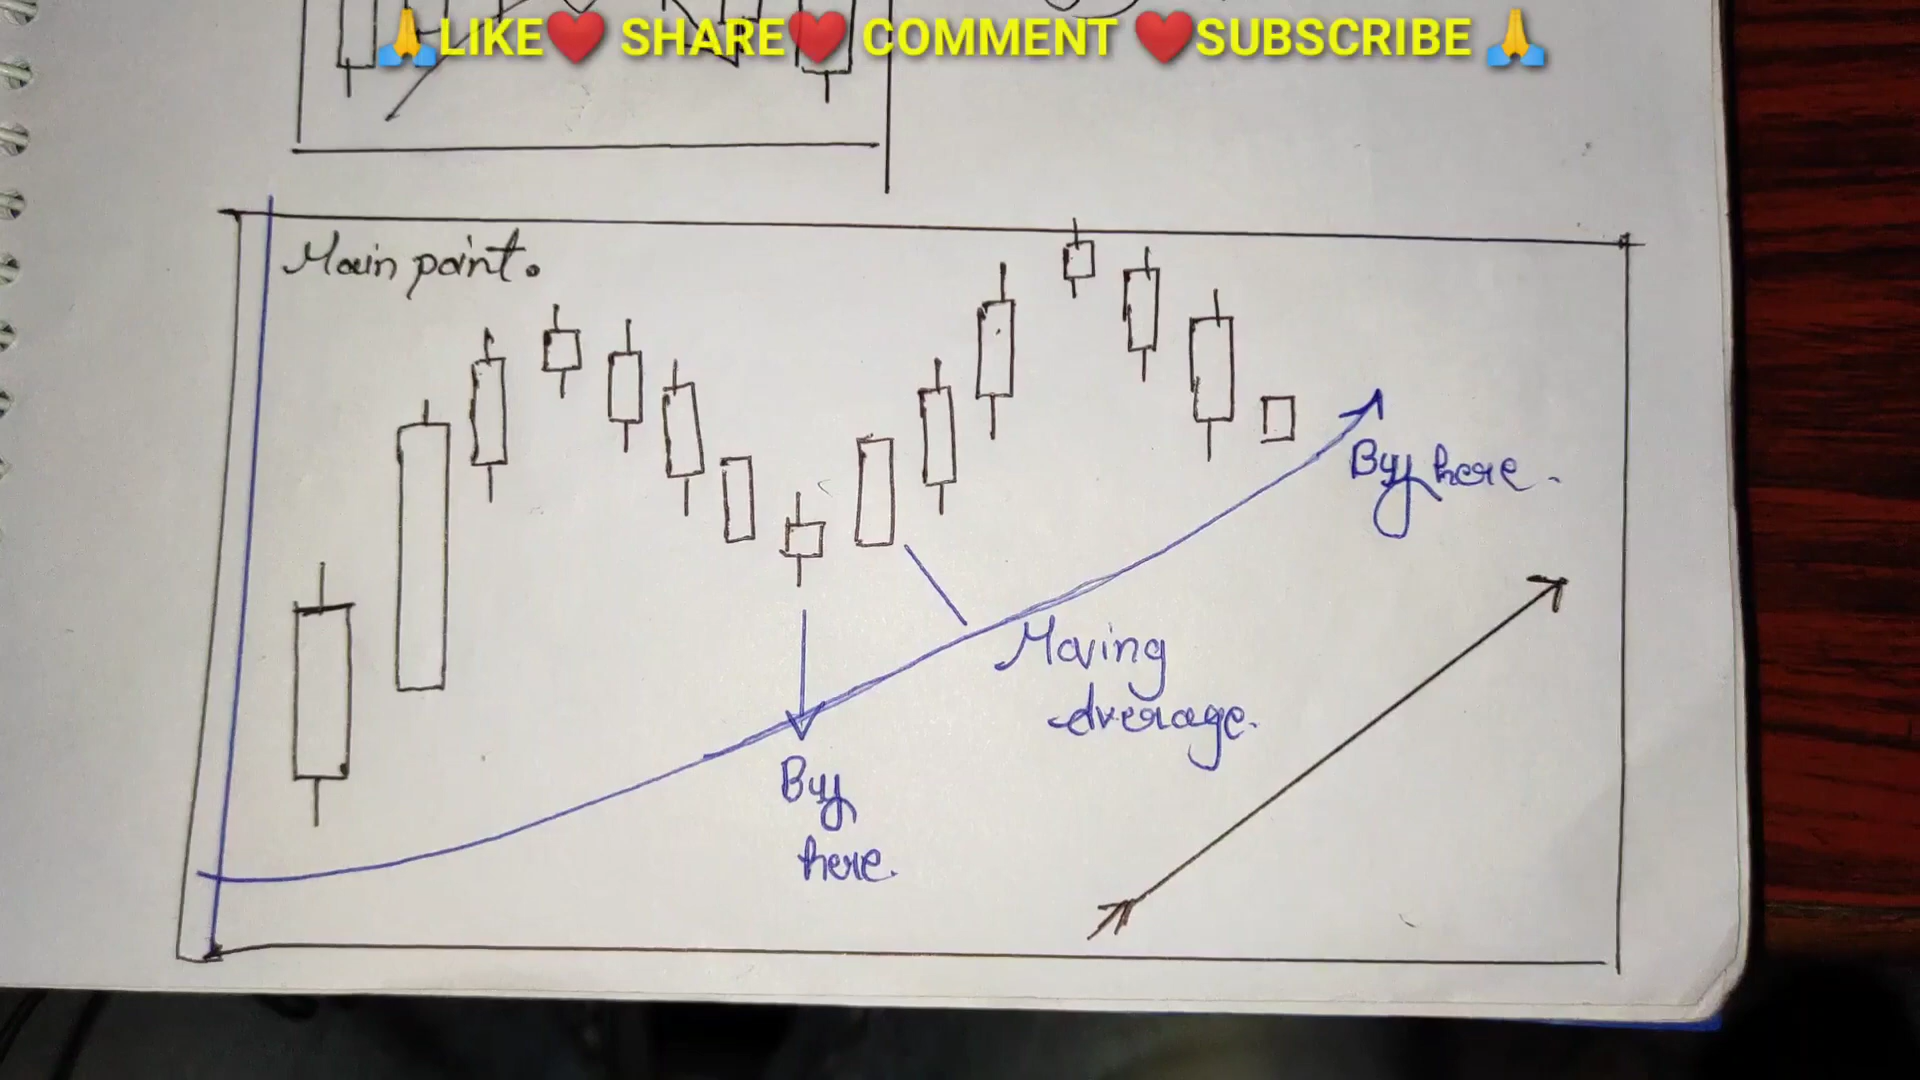 🙏LIKE❤️ SHARE❤️ COMMENT ❤️SUBSCRIBE 🙏
Main point.
Buy here.
Moving
average.
Buy
here.